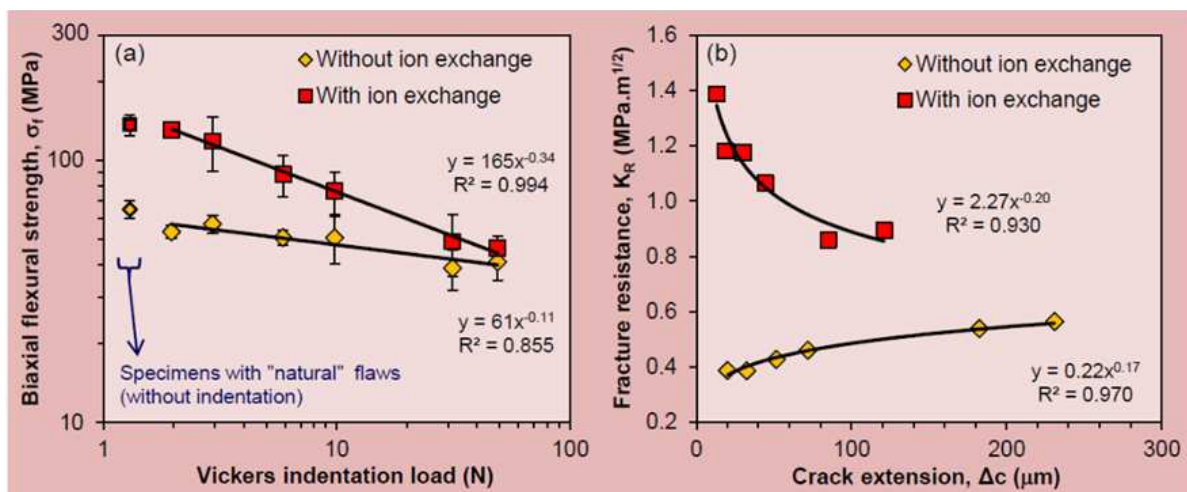 (a)
Without ion exchange
With ion exchange
300
100
10
Biaxial flexural strength, σf (MPa)
y = 165x^-0.34
R² = 0.994
y = 61x^-0.11
R² = 0.855
Specimens with "natural" flaws
(without indentation)
1
10
100
Vickers indentation load (N)
(b)
Without ion exchange
With ion exchange
1.6
1.4
1.2
1.0
0.8
0.6
0.4
0.2
Fracture resistance, KR (MPa.m^1/2)
y = 2.27x^-0.20
R² = 0.930
y = 0.22x^0.17
R² = 0.970
0
100
200
300
Crack extension, Δc (μm)